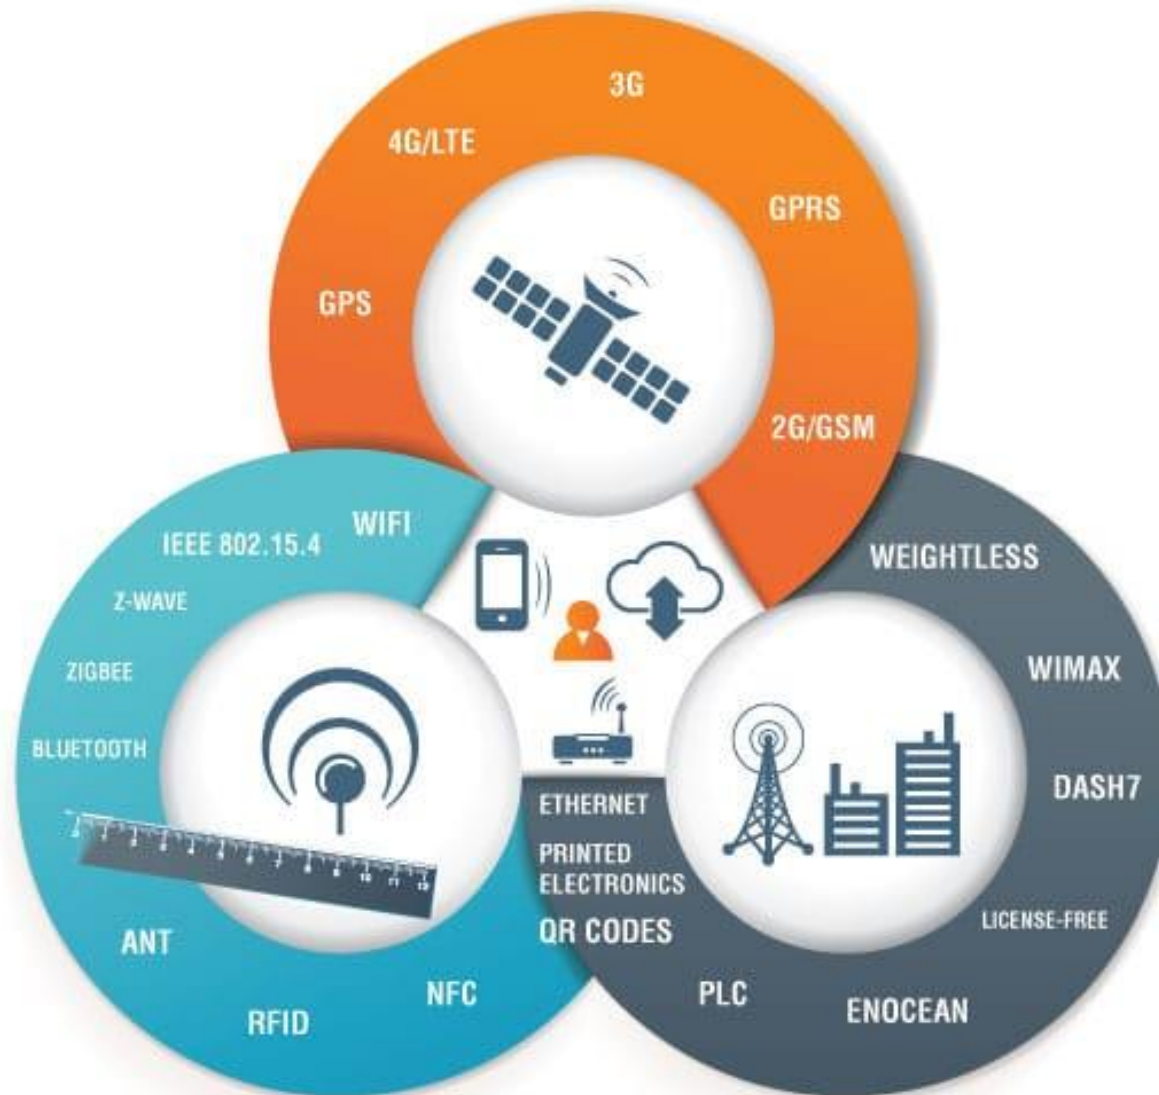 3G
4G/LTE
GPRS
GPS
2G/GSM
WIFI
IEEE 802.15.4
Z-WAVE
ZIGBEE
BLUETOOTH
ANT
RFID
NFC
WEIGHTLESS
WIMAX
DASH7
LICENSE-FREE
ENOCEAN
PLC
ETHERNET
PRINTED
ELECTRONICS
QR CODES